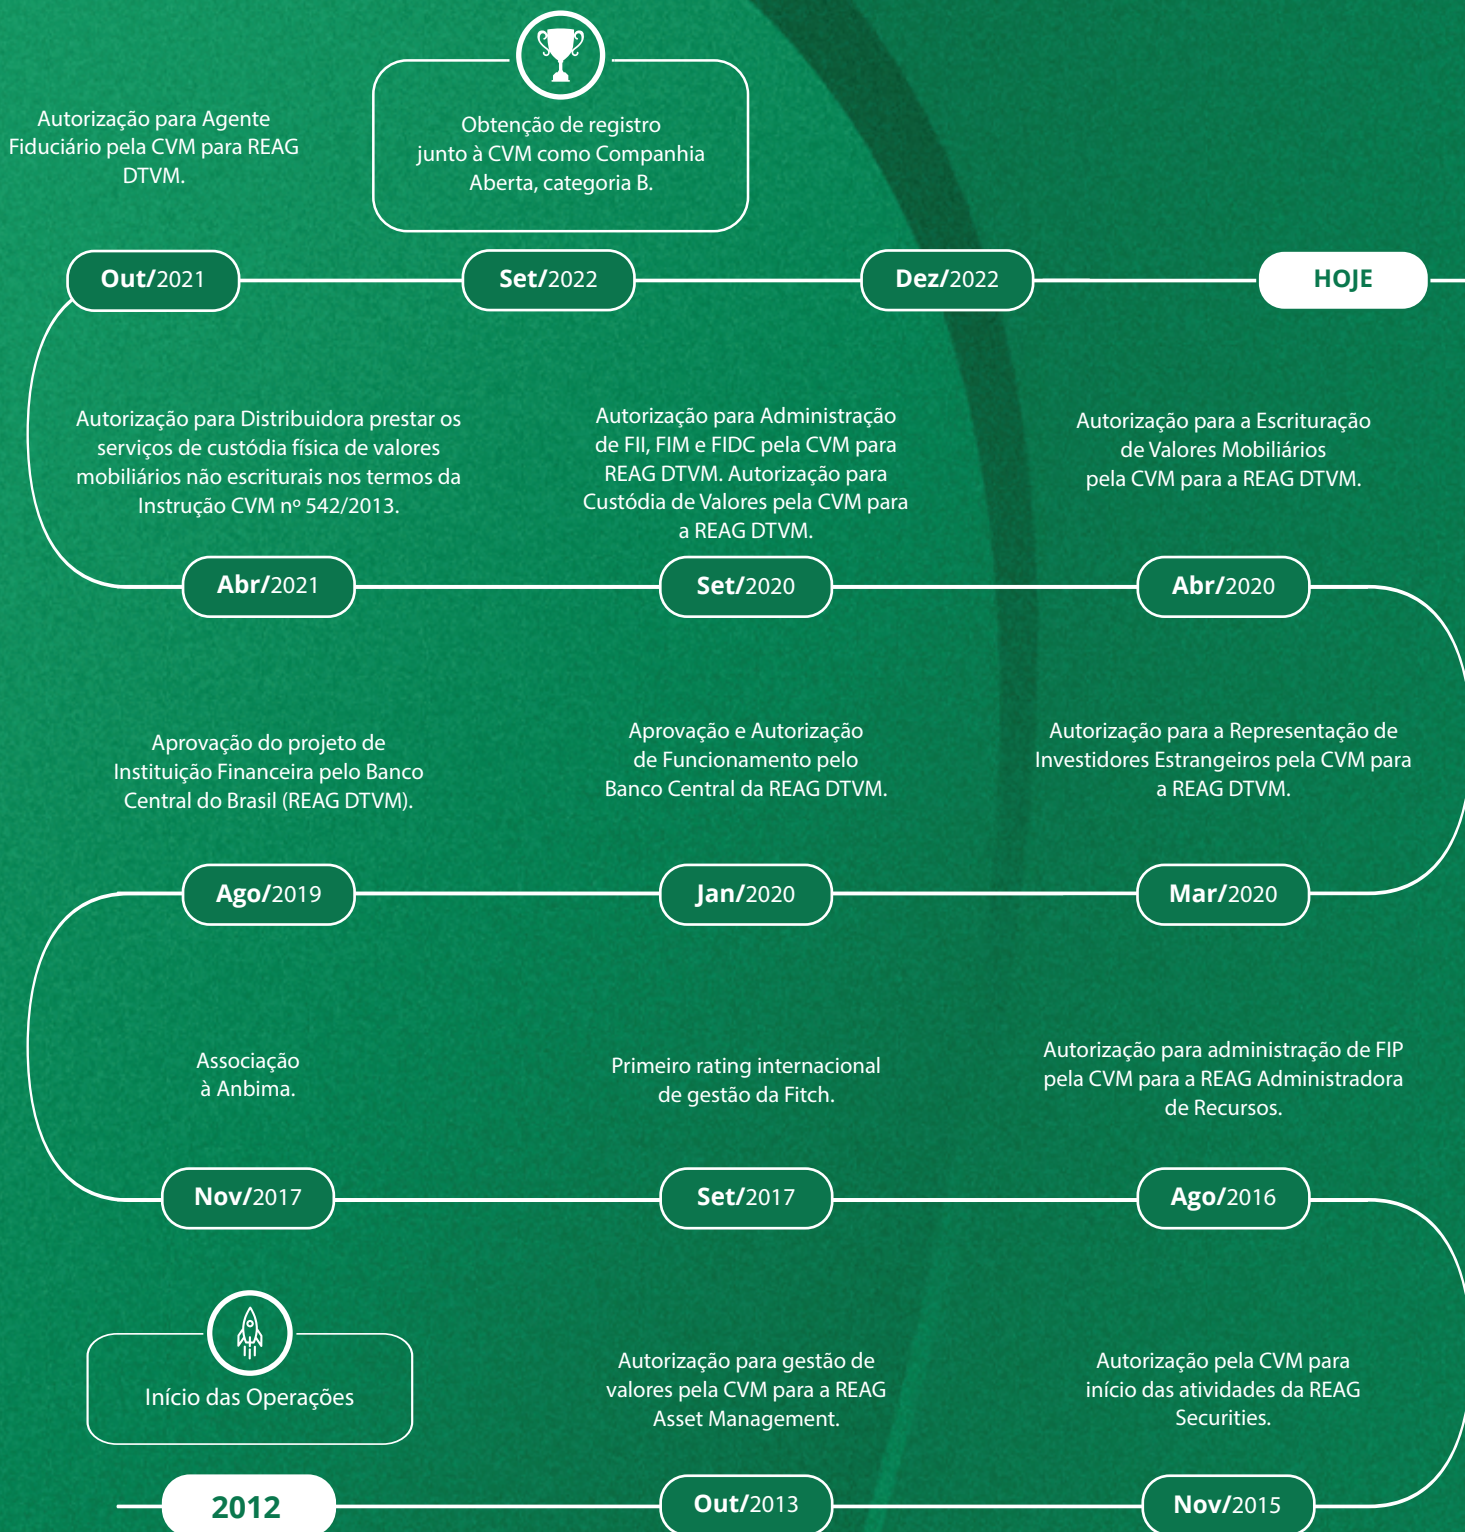 Autorização para Agente
Fiduciário pela CVM para REAG
DTVM.
Obtenção de registro
junto à CVM como Companhia
Aberta, categoria B.
Out/2021
Set/2022
Dez/2022
HOJE
Autorização para Distribuidora prestar os
serviços de custódia física de valores
mobiliários não escriturais nos termos da
Instrução CVM nº 542/2013.
Autorização para Administração
de FII, FIM e FIDC pela CVM para
REAG DTVM. Autorização para
Custódia de Valores pela CVM para
a REAG DTVM.
Autorização para a Escrituração
de Valores Mobiliários
pela CVM para a REAG DTVM.
Abr/2021
Set/2020
Abr/2020
Aprovação do projeto de
Instituição Financeira pelo Banco
Central do Brasil (REAG DTVM).
Aprovação e Autorização
de Funcionamento pelo
Banco Central da REAG DTVM.
Autorização para a Representação de
Investidores Estrangeiros pela CVM para
a REAG DTVM.
Ago/2019
Jan/2020
Mar/2020
Associação
à Anbima.
Primeiro rating internacional
de gestão da Fitch.
Autorização para administração de FIP
pela CVM para a REAG Administradora
de Recursos.
Nov/2017
Set/2017
Ago/2016
Início das Operações
Autorização para gestão de
valores pela CVM para a REAG
Asset Management.
Autorização pela CVM para
início das atividades da REAG
Securities.
2012
Out/2013
Nov/2015